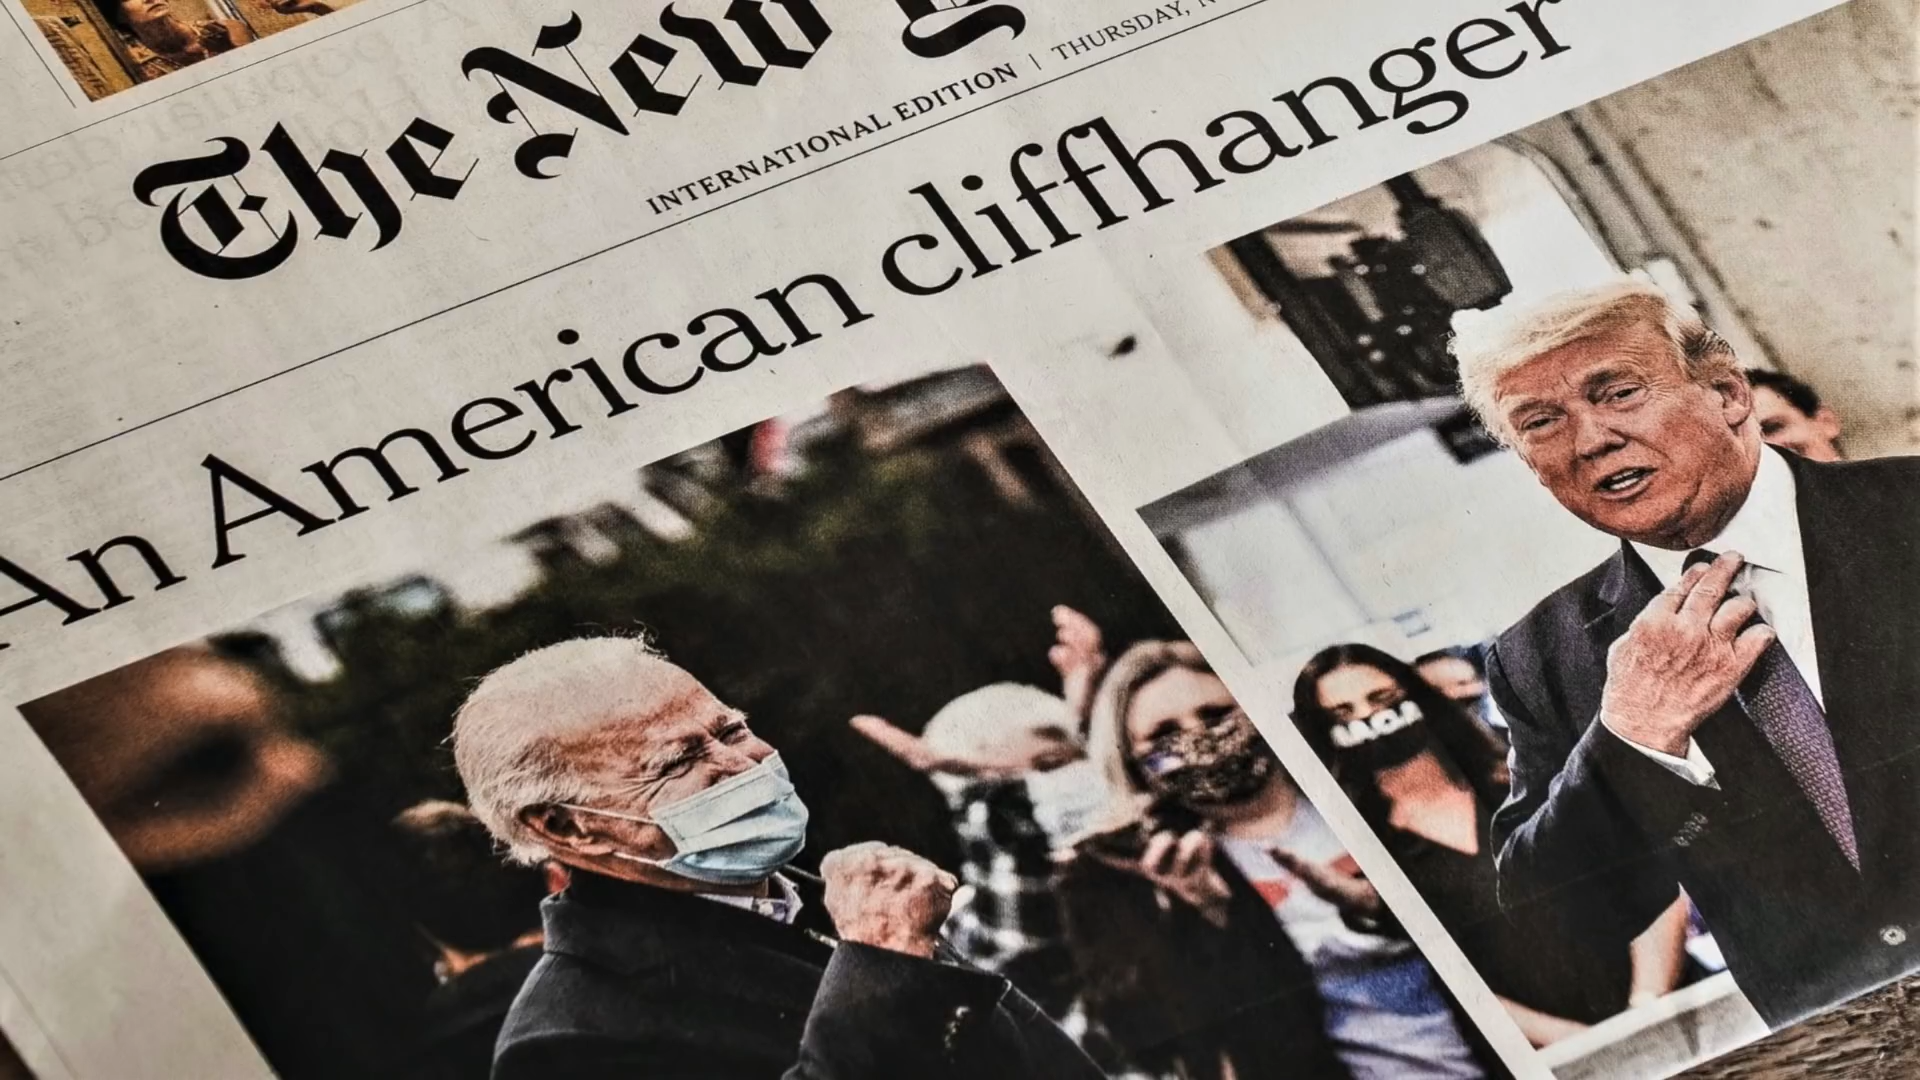 The New
INTERNATIONAL EDITION | THURSDAY,
An American cliffhanger